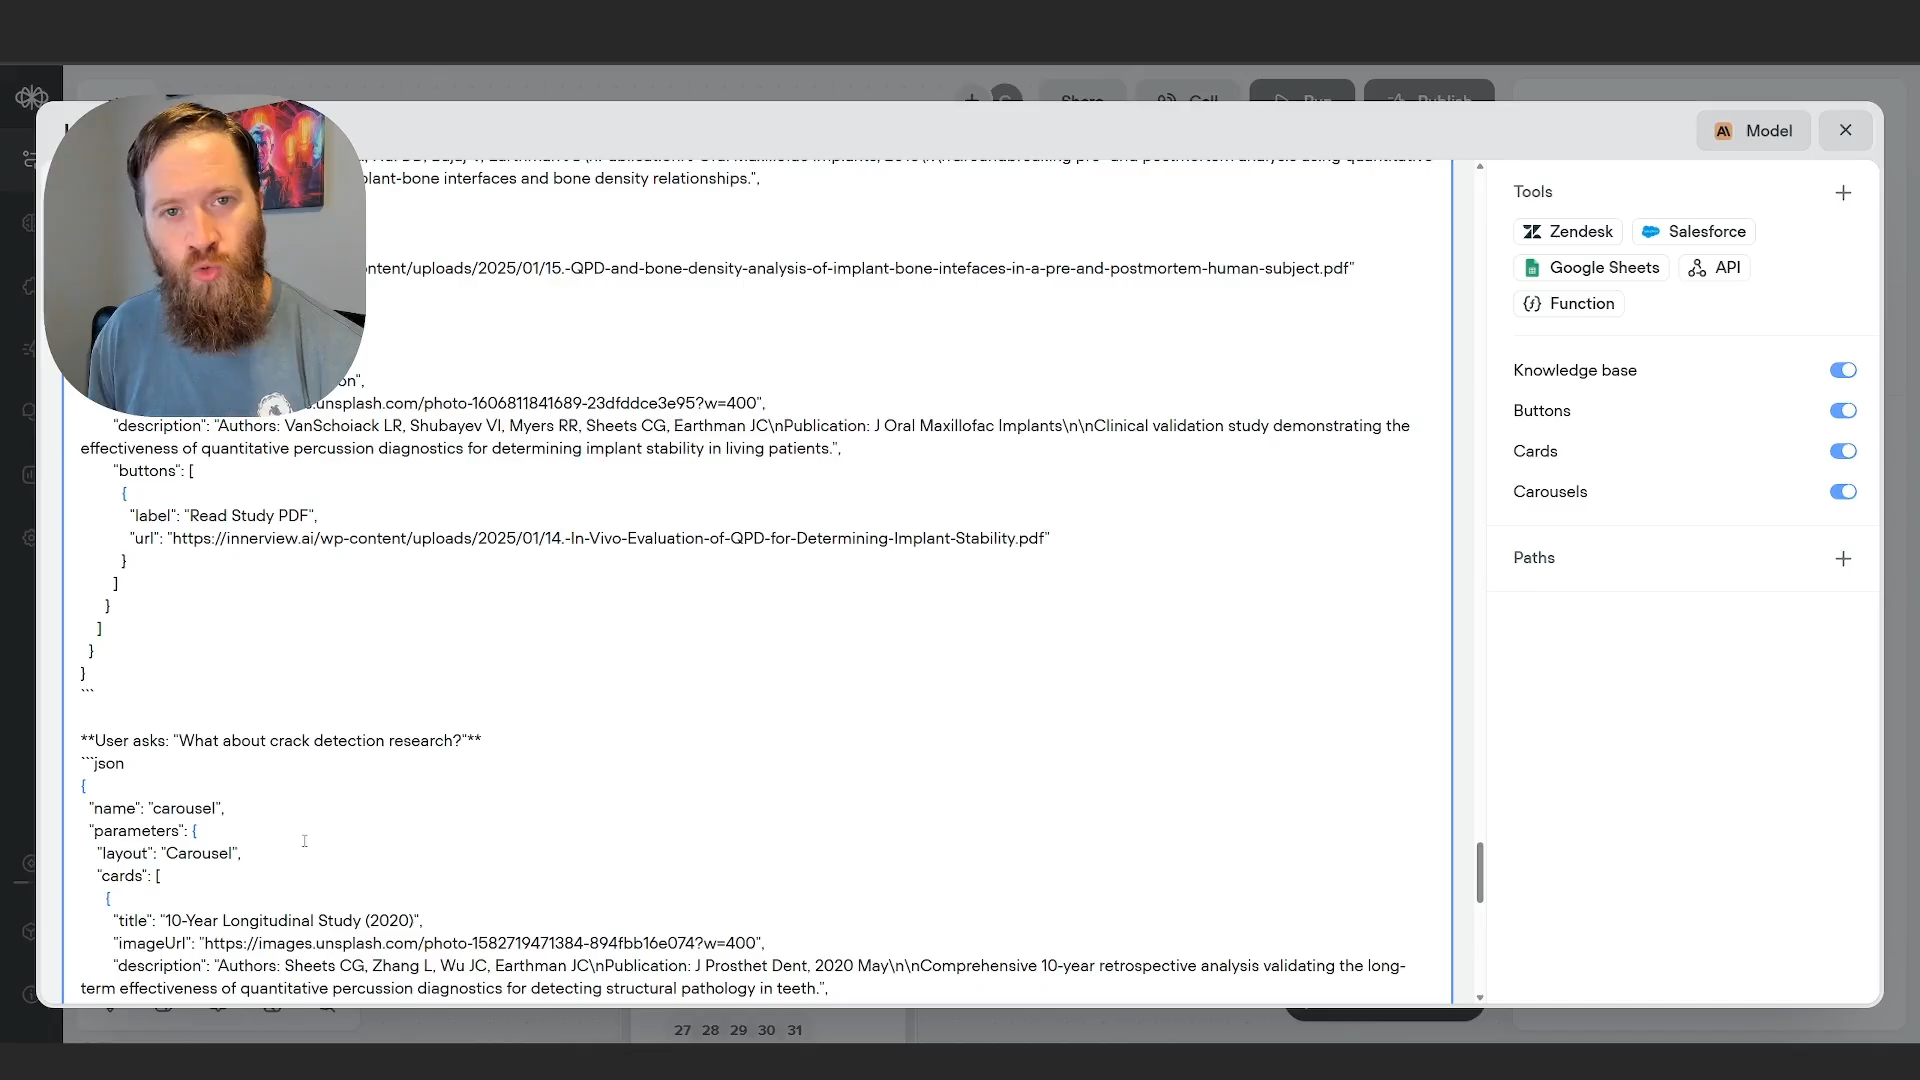 Share
Call
Run
Publish
Model
plant-bone interfaces and bone density relationships.",
ntent/uploads/2025/01/15.-QPD-and-bone-density-analysis-of-implant-bone-intefaces-in-a-pre-and-postmortem-human-subject.pdf"
on",
s.unsplash.com/photo-1606811841689-23dfddce3e95?w=400",
"description": "Authors: VanSchoiack LR, Shubayev VI, Myers RR, Sheets CG, Earthman JC\nPublication: J Oral Maxillofac Implants\n\nClinical validation study demonstrating the
effectiveness of quantitative percussion diagnostics for determining implant stability in living patients.",
"buttons": [
{
"label": "Read Study PDF",
"url": "https://innerview.ai/wp-content/uploads/2025/01/14.-In-Vivo-Evaluation-of-QPD-for-Determining-Implant-Stability.pdf"
}
]
}
]
}
}
```
**User asks: "What about crack detection research?"**
```json
{
"name": "carousel",
"parameters": {
"layout": "Carousel",
"cards": [
{
"title": "10-Year Longitudinal Study (2020)",
"imageUrl": "https://images.unsplash.com/photo-1582719471384-894fbb16e074?w=400",
"description": "Authors: Sheets CG, Zhang L, Wu JC, Earthman JC\nPublication: J Prosthet Dent, 2020 May\n\nComprehensive 10-year retrospective analysis validating the long-
term effectiveness of quantitative percussion diagnostics for detecting structural pathology in teeth.",
Tools
Zendesk
Salesforce
Google Sheets
API
Function
Knowledge base
Buttons
Cards
Carousels
Paths
27 28 29 30 31